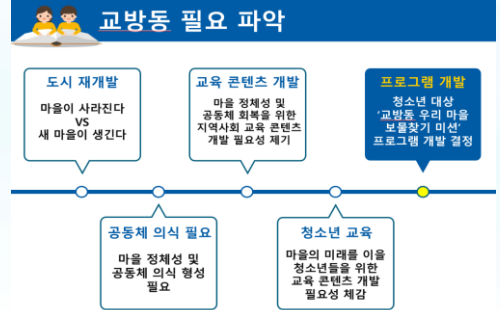 교방동 필요 파악
도시 재개발
마을이 사라진다
VS
새 마을이 생긴다
공동체 의식 필요
마을 정체성 및
공동체 의식 형성
필요
교육 콘텐츠 개발
마을 정체성 및
공동체 회복을 위한
지역사회 교육 콘텐츠
개발 필요성 제기
청소년 교육
마을의 미래를 이을
청소년들을 위한
교육 콘텐츠 개발
필요성 체감
프로그램 개발
청소년 대상
'교방동 우리 마을
보물찾기 미션'
프로그램 개발 결정